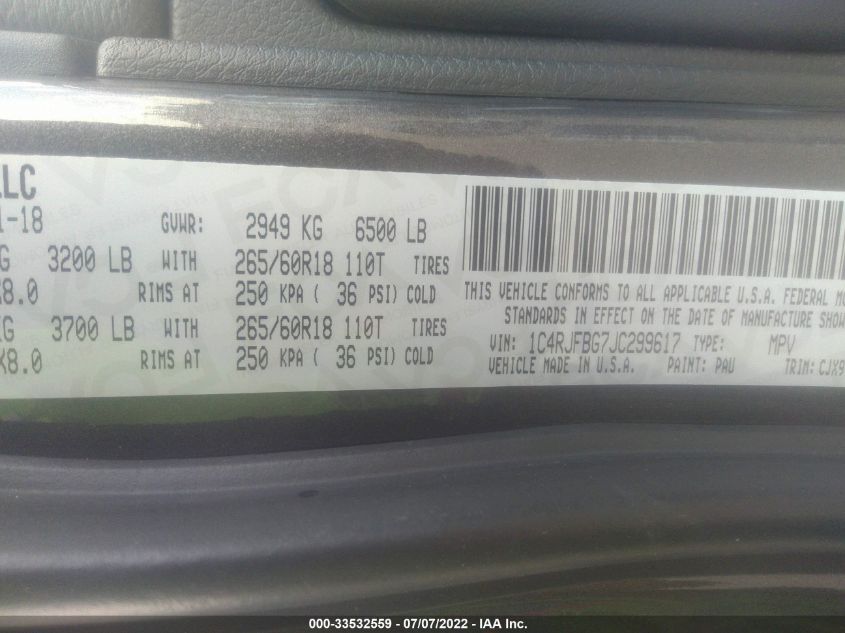 LLC
1-18 GVWR: 2949 KG 6500 LB
G 3200 LB WITH 265/60R18 110T TIRES
X8.0 RIMS AT 250 KPA ( 36 PSI) COLD
KG 3700 LB WITH 265/60R18 110T TIRES
X8.0 RIMS AT 250 KPA ( 36 PSI) COLD
THIS VEHICLE CONFORMS TO ALL APPLICABLE U.S.A. FEDERAL MO
STANDARDS IN EFFECT ON THE DATE OF MANUFACTURE SHOW
VIN: 1C4RJFBG7JC299617 TYPE: MPV
VEHICLE MADE IN U.S.A. PAINT: PAU TRIM: CJX9
000-33532559 - 07/07/2022 - IAA Inc.